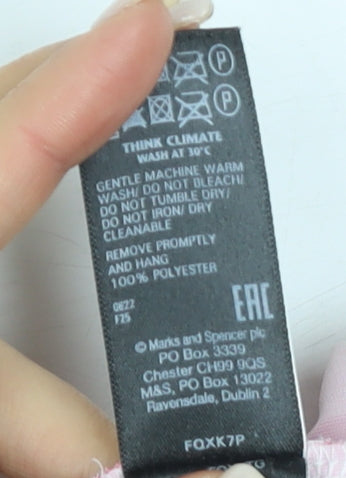 P
P
THINK CLIMATE
WASH AT 30°C
GENTLE MACHINE WARM
WASH/ DO NOT BLEACH/
DO NOT TUMBLE DRY/
DO NOT IRON/ DRY
CLEANABLE
REMOVE PROMPTLY
AND HANG
100% POLYESTER
0622
F25
EAC
© Marks and Spencer plc
PO Box 3339
Chester CH99 9QS
M&S, PO Box 13022
Ravensdale, Dublin 2
FQXK7P